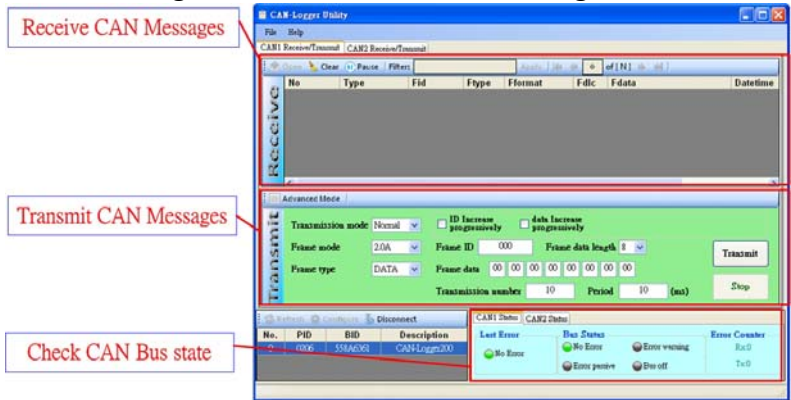 CAN-Logger Utility
File Help
CAN1 Receive/Transmit CAN2 Receive/Transmit
Open Clear Pause Filter: Apply of [ N ]
No Type Fid Ftype Fformat Fdlc Fdata Datetime
Receive
Receive CAN Messages
Advanced Mode
Transmit CAN Messages
Transmit
Transmission mode Normal ID Increase progressively data Increase progressively
Frame mode 2.0A Frame ID 000 Frame data length 8
Frame type DATA Frame data 00 00 00 00 00 00 00 00
Transmission number 10 Period 10 (ms)
Transmit
Stop
Refresh Configure Disconnect
No. PID BID Description
0 0206 558A6361 CAN-Logger200
Check CAN Bus state
CAN1 Status CAN2 Status
Last Error Bus Status Error Counter
No Error No Error Error warning Rx:0
Error passive Bus off Tx:0